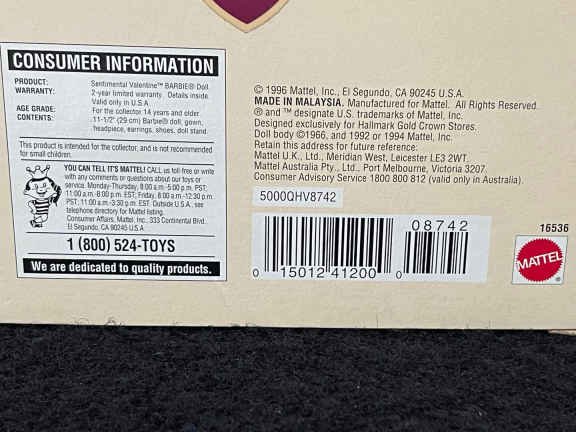 CONSUMER INFORMATION
PRODUCT: Sentimental Valentine™ BARBIE® Doll.
WARRANTY: 2-year limited warranty. Details inside.
Valid only in U.S.A.
AGE GRADE: For the collector 14 years and older.
CONTENTS: 11-1/2" (29 cm) Barbie® doll, gown,
headpiece, earrings, shoes, doll stand.
This product is intended for the collector, and is not recommended
for small children.
YOU CAN TELL IT'S MATTEL! CALL us toll-free or write
with any comments or questions about our toys or
service. Monday-Thursday, 8:00 a.m.-5:00 p.m. PST;
11:00 a.m.-8:00 p.m. EST; Friday, 8:00 a.m.-12:30 p.m.
PST; 11:00 a.m.-3:30 p.m. EST. Outside U.S.A., see
telephone directory for Mattel listing.
Consumer Affairs, Mattel, Inc., 333 Continental Blvd.,
El Segundo, CA 90245 U.S.A.
1 (800) 524-TOYS
We are dedicated to quality products.
© 1996 Mattel, Inc., El Segundo, CA 90245 U.S.A.
MADE IN MALAYSIA. Manufactured for Mattel. All Rights Reserved.
® and ™ designate U.S. trademarks of Mattel, Inc.
Designed exclusively for Hallmark Gold Crown Stores.
Doll body ©1966, and 1992 or 1994 Mattel, Inc.
Retain this address for future reference:
Mattel U.K., Ltd., Meridian West, Leicester LE3 2WT.
Mattel Australia Pty., Ltd., Port Melbourne, Victoria 3207.
Consumer Advisory Service 1800 800 812 (valid only in Australia).
5000QHV8742
08742
0 15012 41200 0
16536
MATTEL